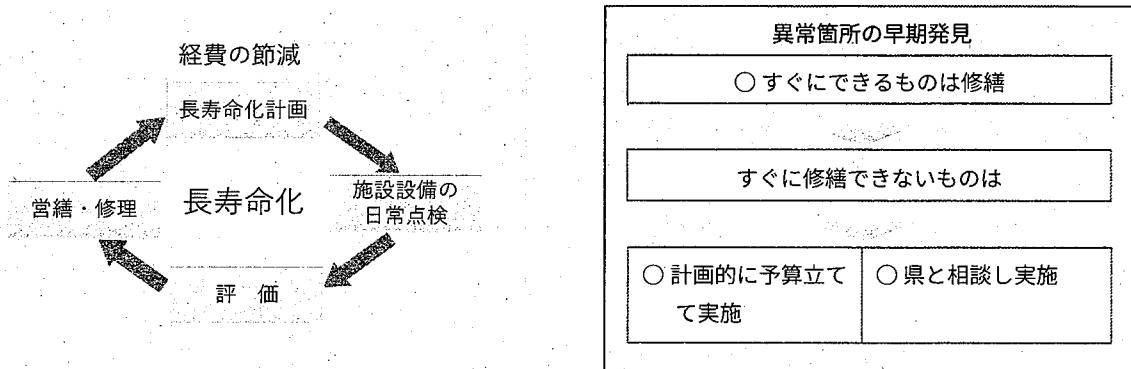 経費の節減
長寿命化計画
営繕・修理
長寿命化
施設設備の
日常点検
評　価
異常箇所の早期発見
○ すぐにできるものは修繕
すぐに修繕できないものは
○ 計画的に予算立て
て実施
○ 県と相談し実施